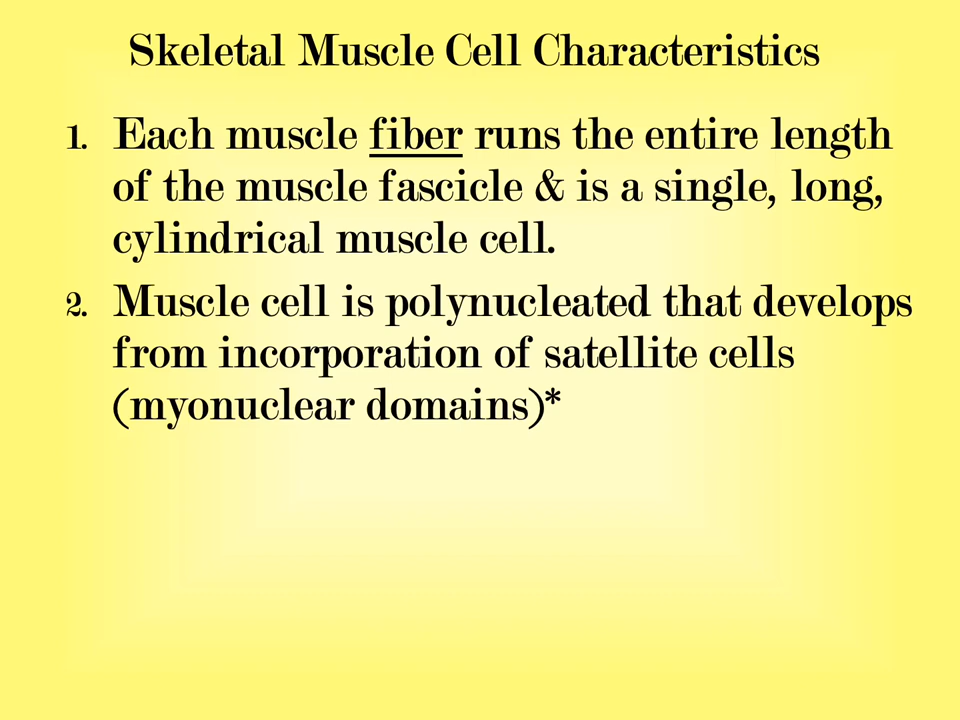 Skeletal Muscle Cell Characteristics
1. Each muscle fiber runs the entire length
of the muscle fascicle & is a single, long,
cylindrical muscle cell.
2. Muscle cell is polynucleated that develops
from incorporation of satellite cells
(myonuclear domains)*